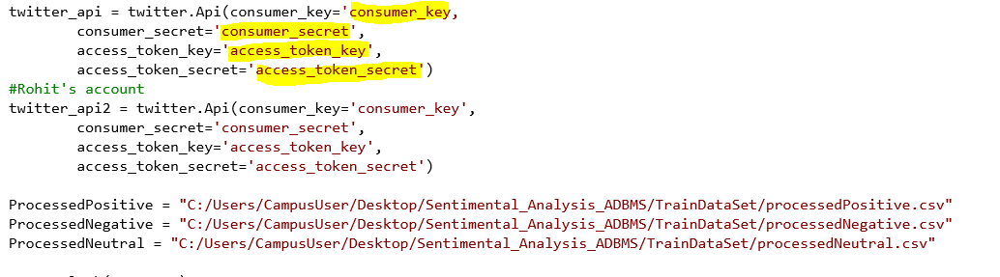 twitter_api = twitter.Api(consumer_key='consumer_key,
consumer_secret='consumer_secret',
access_token_key='access_token_key',
access_token_secret='access_token_secret')
#Rohit's account
twitter_api2 = twitter.Api(consumer_key='consumer_key',
consumer_secret='consumer_secret',
access_token_key='access_token_key',
access_token_secret='access_token_secret')
ProcessedPositive = "C:/Users/CampusUser/Desktop/Sentimental_Analysis_ADBMS/TrainDataSet/processedPositive.csv"
ProcessedNegative = "C:/Users/CampusUser/Desktop/Sentimental_Analysis_ADBMS/TrainDataSet/processedNegative.csv"
ProcessedNeutral = "C:/Users/CampusUser/Desktop/Sentimental_Analysis_ADBMS/TrainDataSet/processedNeutral.csv"